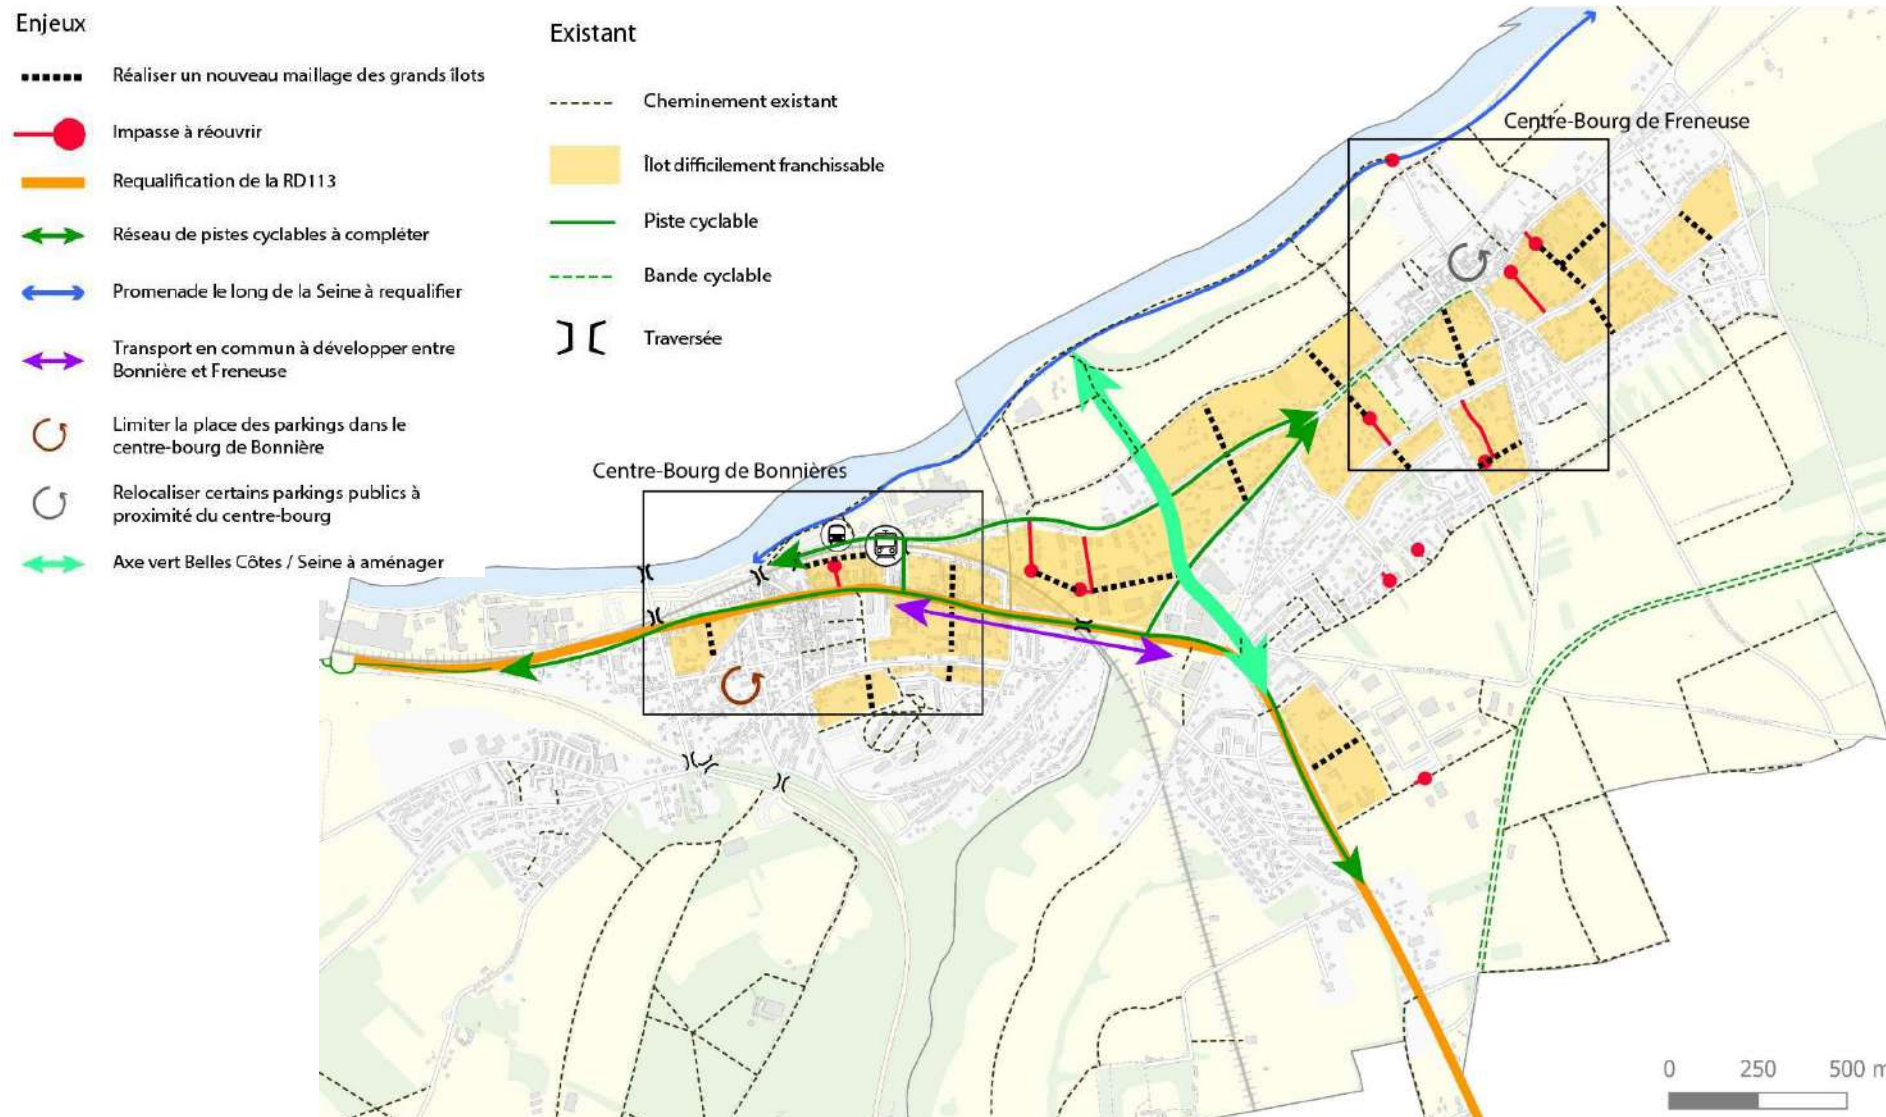 Enjeux
Réaliser un nouveau maillage des grands îlots
Impasse à réouvrir
Requalification de la RD113
Réseau de pistes cyclables à compléter
Promenade le long de la Seine à requalifier
Transport en commun à développer entre
Bonnière et Freneuse
Limiter la place des parkings dans le
centre-bourg de Bonnière
Relocaliser certains parkings publics à
proximité du centre-bourg
Axe vert Belles Côtes / Seine à aménager
Existant
Cheminement existant
Îlot difficilement franchissable
Piste cyclable
Bande cyclable
Traversée
Centre-Bourg de Freneuse
Centre-Bourg de Bonnières
0 250 500 m